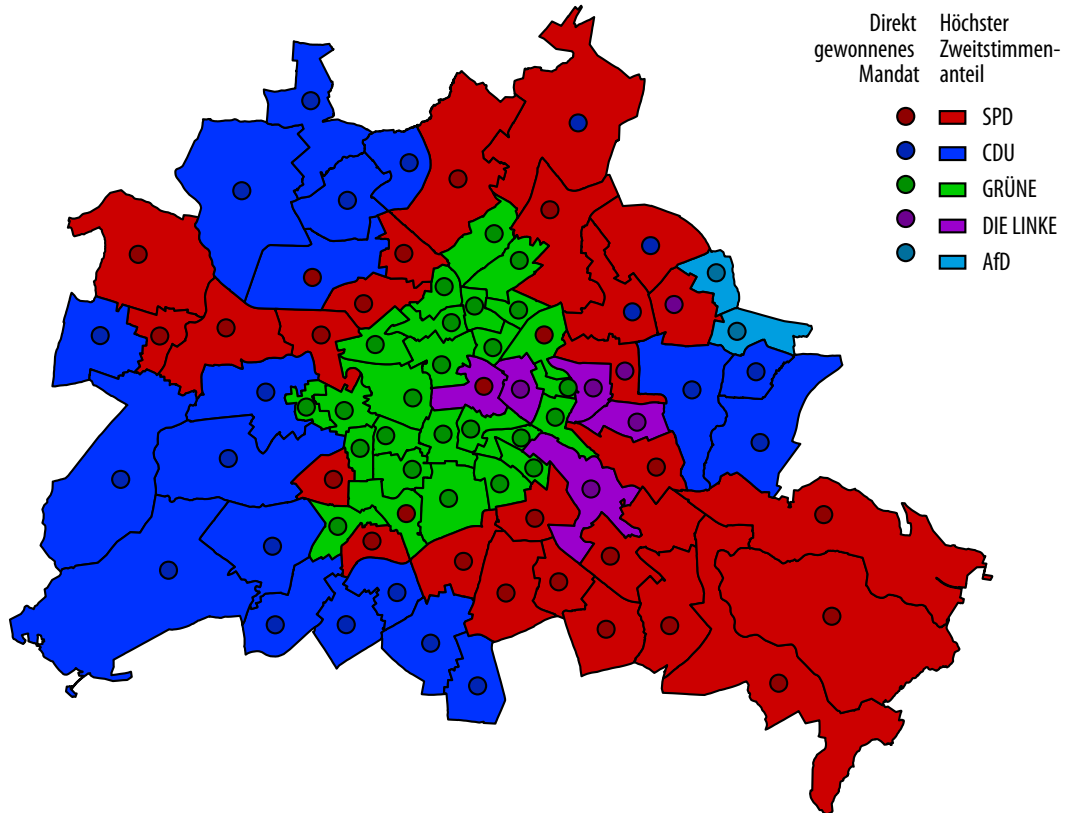 Direkt
gewonnenes
Mandat
Höchster
Zweitstimmen-
anteil
SPD
CDU
GRÜNE
DIE LINKE
AfD